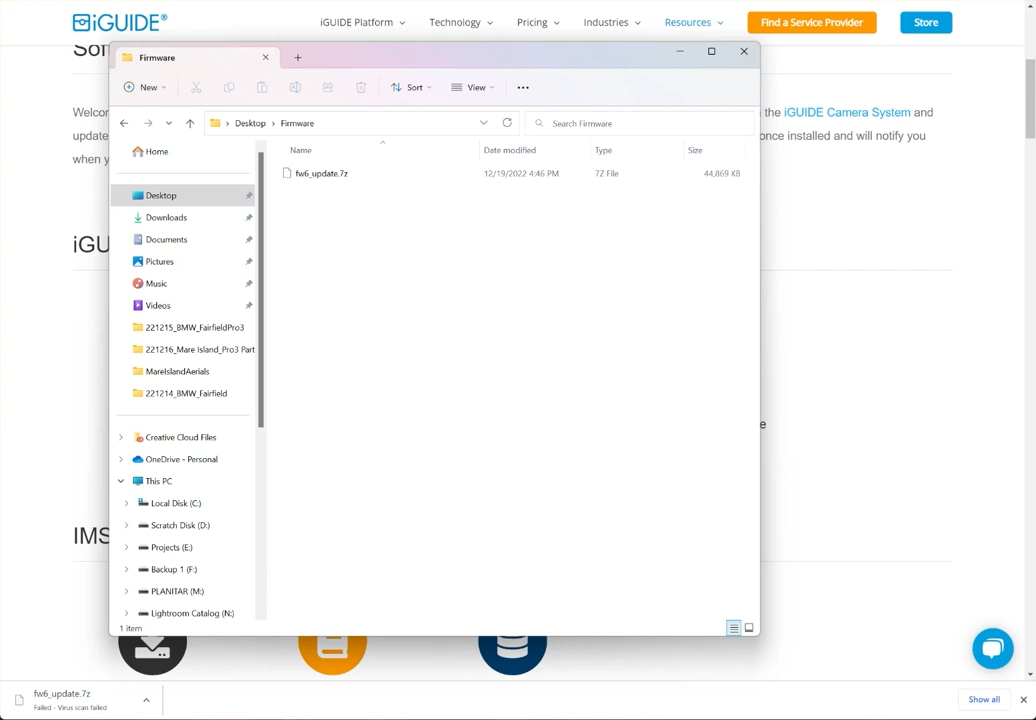 iGUIDE®
iGUIDE Platform
Technology
Pricing
Industries
Resources
Find a Service Provider
Store
Firmware
New
Sort
View
Welcom
the iGUIDE Camera System and
Desktop
Firmware
Search Firmware
update
once installed and will notify you
when y
Name
Date modified
Type
Size
Home
fw6_update.7z
12/19/2022 4:46 PM
7Z File
44,869 KB
Desktop
Downloads
Documents
iGU
Pictures
Music
Videos
221215_BMW_FairfieldPro3
221216_Mare Island_Pro3 Part
MareIslandAerials
221214_BMW_Fairfield
e
Creative Cloud Files
OneDrive - Personal
This PC
Local Disk (C:)
Scratch Disk (D:)
IMS
Projects (E:)
Backup 1 (F:)
PLANITAR (M:)
Lightroom Catalog (N:)
1 item
fw6_update.7z
Failed - Virus scan failed
Show all